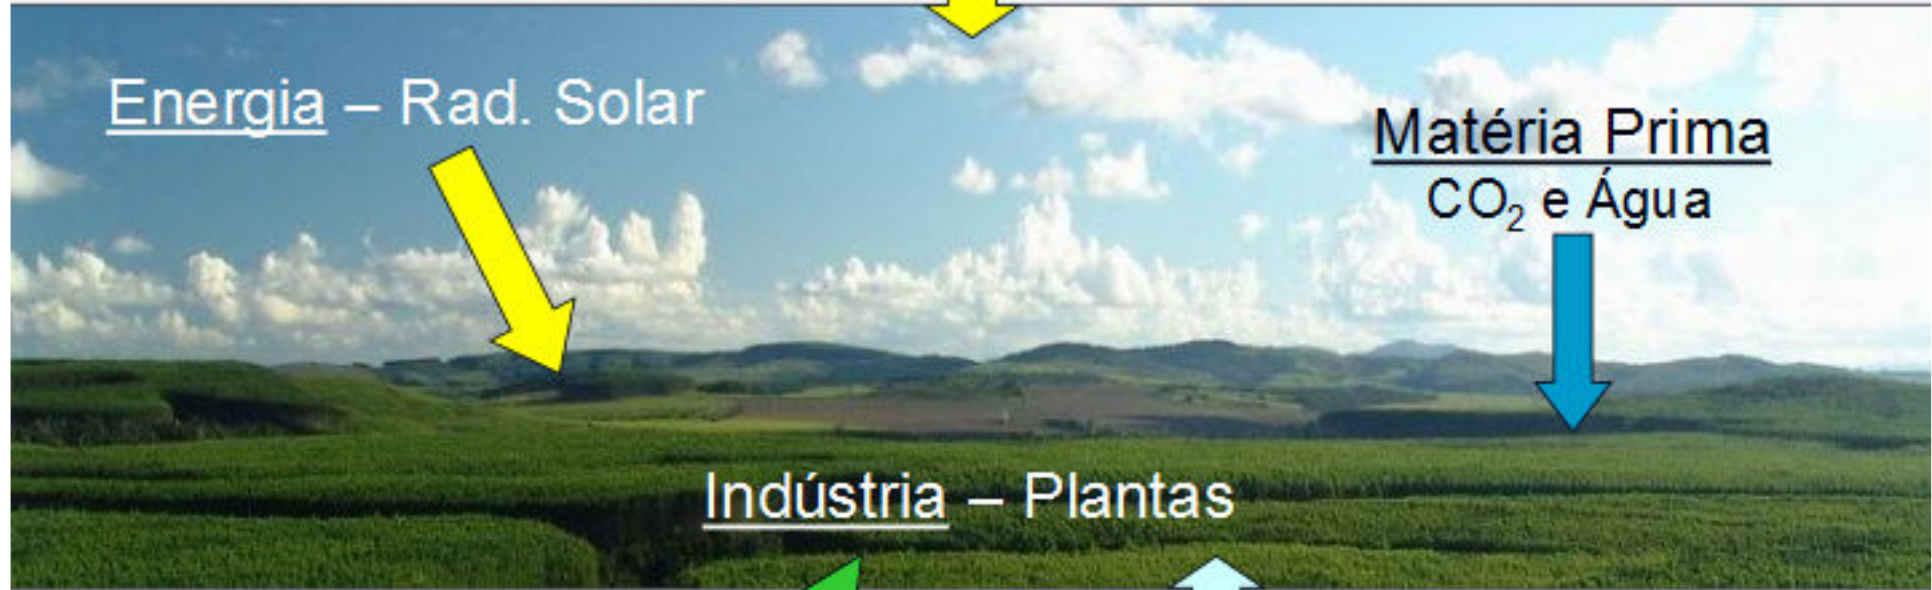 Energia – Rad. Solar
Matéria Prima
CO₂ e Água
Indústria – Plantas